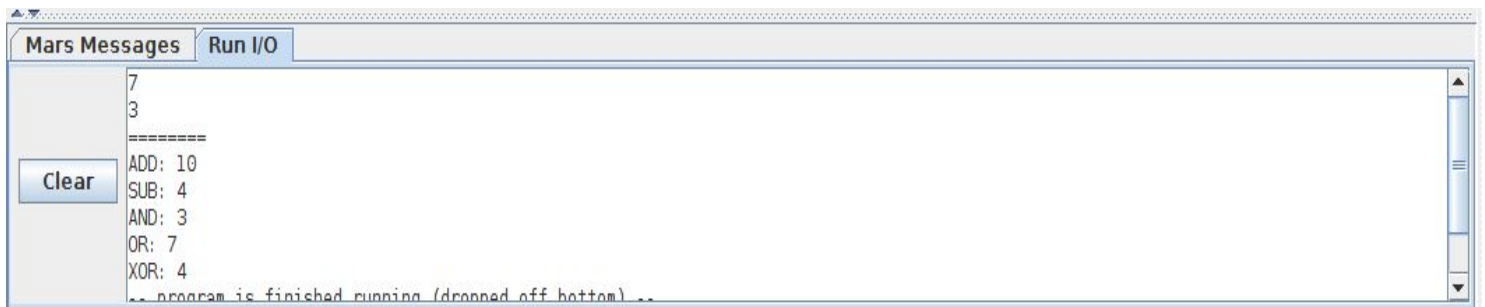 Mars Messages Run I/O
7
3
========
ADD: 10
SUB: 4
Clear
AND: 3
OR: 7
XOR: 4
-- program is finished running (dropped off bottom) --